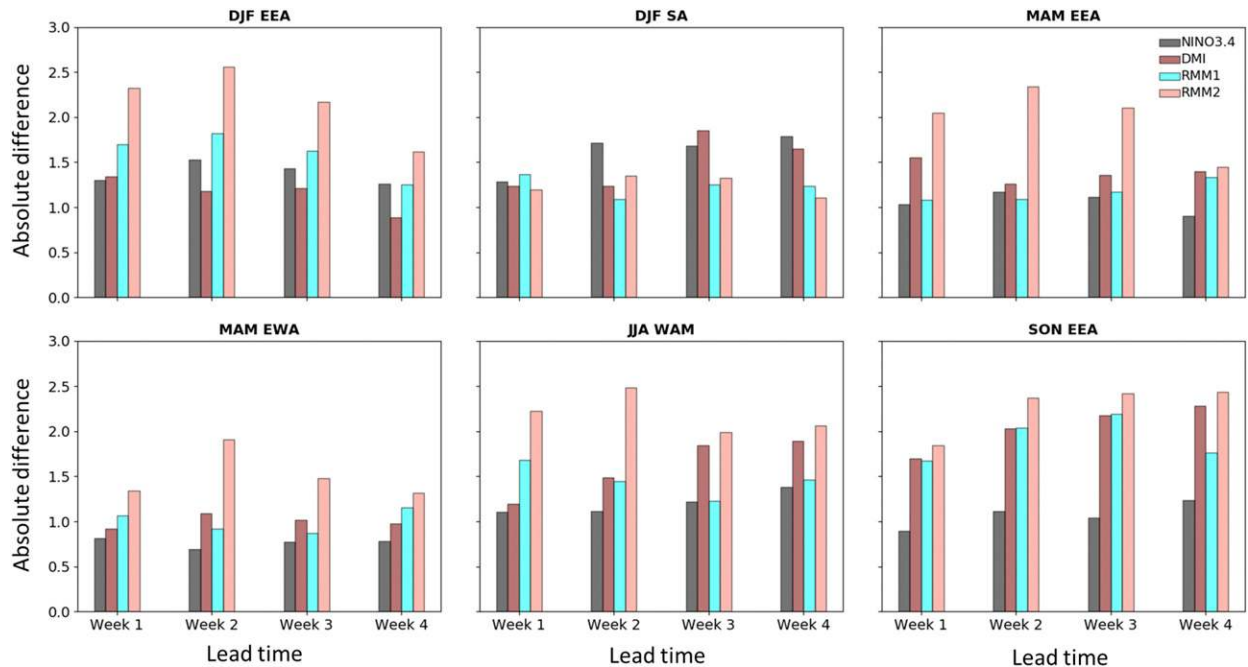 DJF EEA
DJF SA
MAM EEA
3.0
2.5
2.0
1.5
1.0
0.5
0.0
Absolute difference
NINO3.4
DMI
RMM1
RMM2
MAM EWA
JJA WAM
SON EEA
3.0
2.5
2.0
1.5
1.0
0.5
0.0
Absolute difference
Week 1 Week 2 Week 3 Week 4
Week 1 Week 2 Week 3 Week 4
Week 1 Week 2 Week 3 Week 4
Lead time
Lead time
Lead time